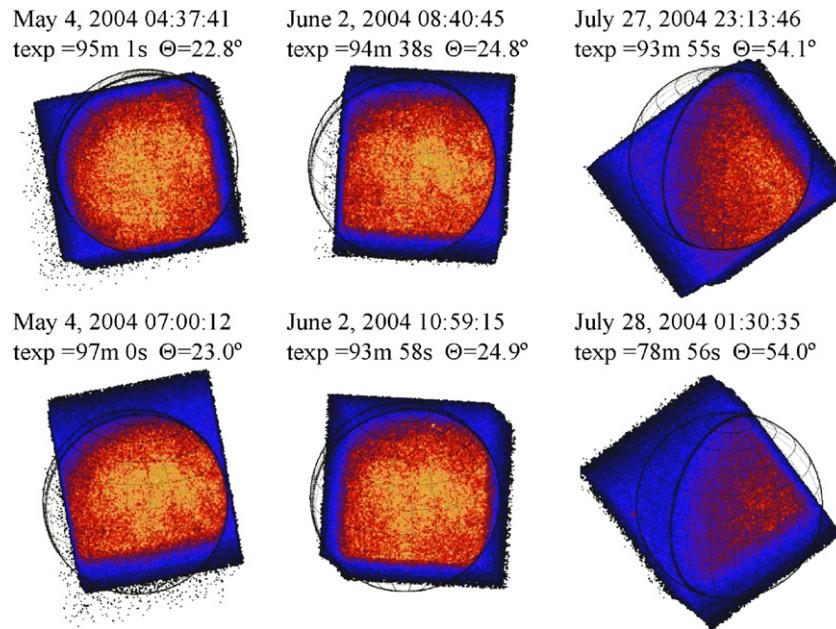 May 4, 2004 04:37:41
texp =95m 1s Θ=22.8°
June 2, 2004 08:40:45
texp =94m 38s Θ=24.8°
July 27, 2004 23:13:46
texp =93m 55s Θ=54.1°
May 4, 2004 07:00:12
texp =97m 0s Θ=23.0°
June 2, 2004 10:59:15
texp =93m 58s Θ=24.9°
July 28, 2004 01:30:35
texp =78m 56s Θ=54.0°